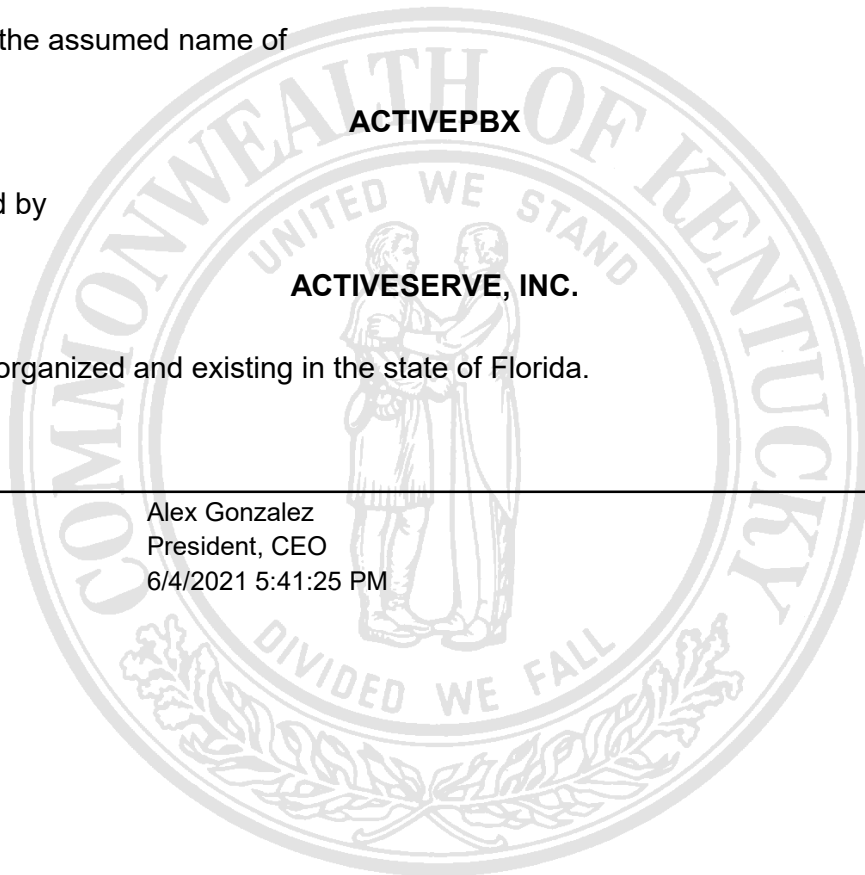 the assumed name of
ACTIVEPBX
d by
ACTIVESERVE, INC.
organized and existing in the state of Florida.
Alex Gonzalez
President, CEO
6/4/2021 5:41:25 PM
COMMONWEALTH OF KENTUCKY
UNITED WE STAND
DIVIDED WE FALL